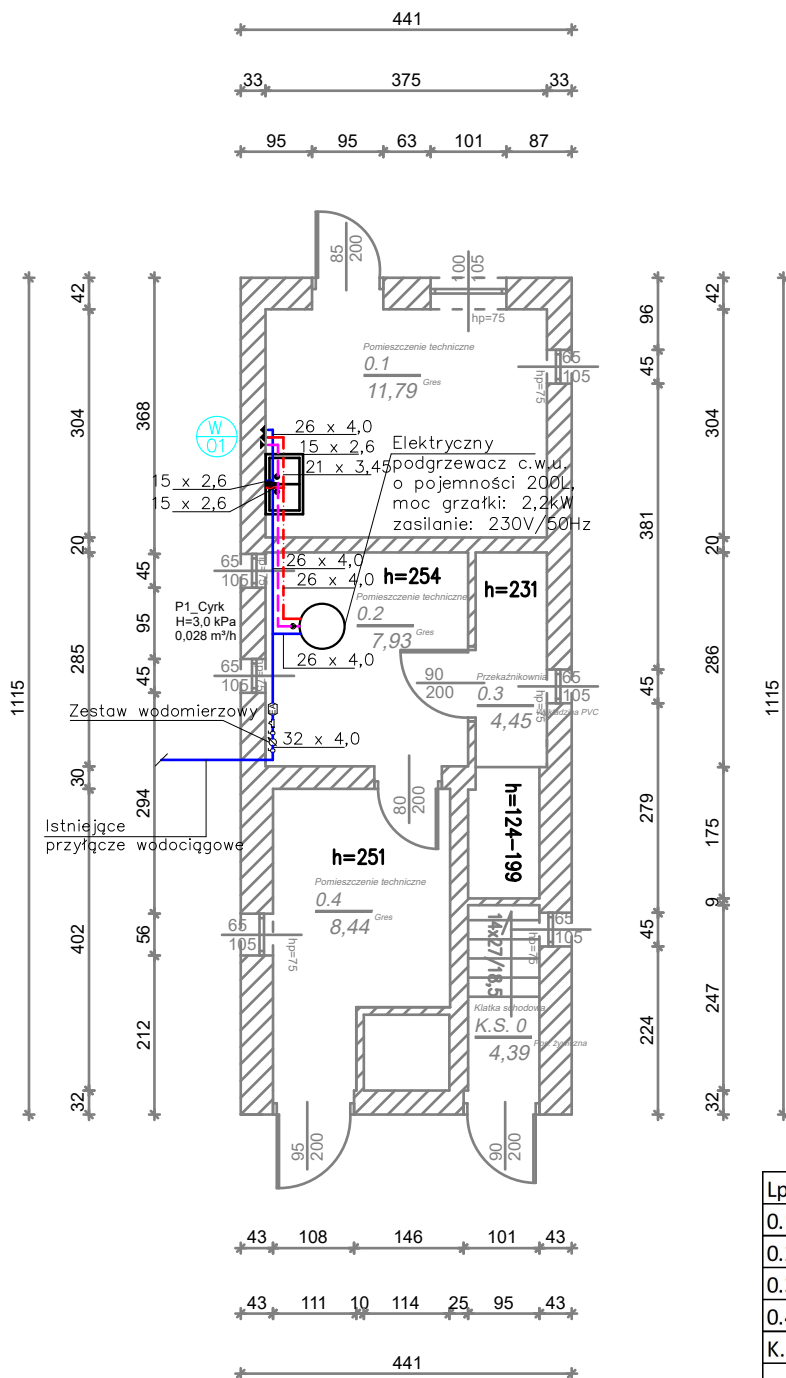 441
33 375 33
95 95 63 101 87
85
200
100
105
hp=75
42
304
20
285
30
402
32
1115
368
45
95
45
294
56
212
96
45
381
45
279
45
224
42
304
20
286
175
9
247
32
1115
Pomieszczenie techniczne
0.1
11,79 Gres
65
105
hp=75
W
01
26 x 4,0
15 x 2,6
21 x 3,45
15 x 2,6
15 x 2,6
Elektryczny
podgrzewacz c.w.u.
o pojemności 200L,
moc grzałki: 2,2kW
zasilanie: 230V/50Hz
65
105
26 x 4,0
26 x 4,0
h=254
h=231
Pomieszczenie techniczne
0.2
7,93 Gres
P1_Cyrk
H=3,0 kPa
0,028 m³/h
65
105
26 x 4,0
90
200
Przekaźnikownia
0.3
4,45
65
105
hp=75
Zestaw wodomierzowy
32 x 4,0
Istniejące
przyłącze wodociągowe
80
200
h=124-199
h=251
Pomieszczenie techniczne
0.4
8,44 Gres
65
105
hp=75
14x27/18,5
65
105
hp=75
Klatka schodowa
K.S. 0
4,39
95
200
90
200
43 108 146 101 43
43 111 10 114 25 95 43
441
Lp
0.
0.
0.
0.
K.